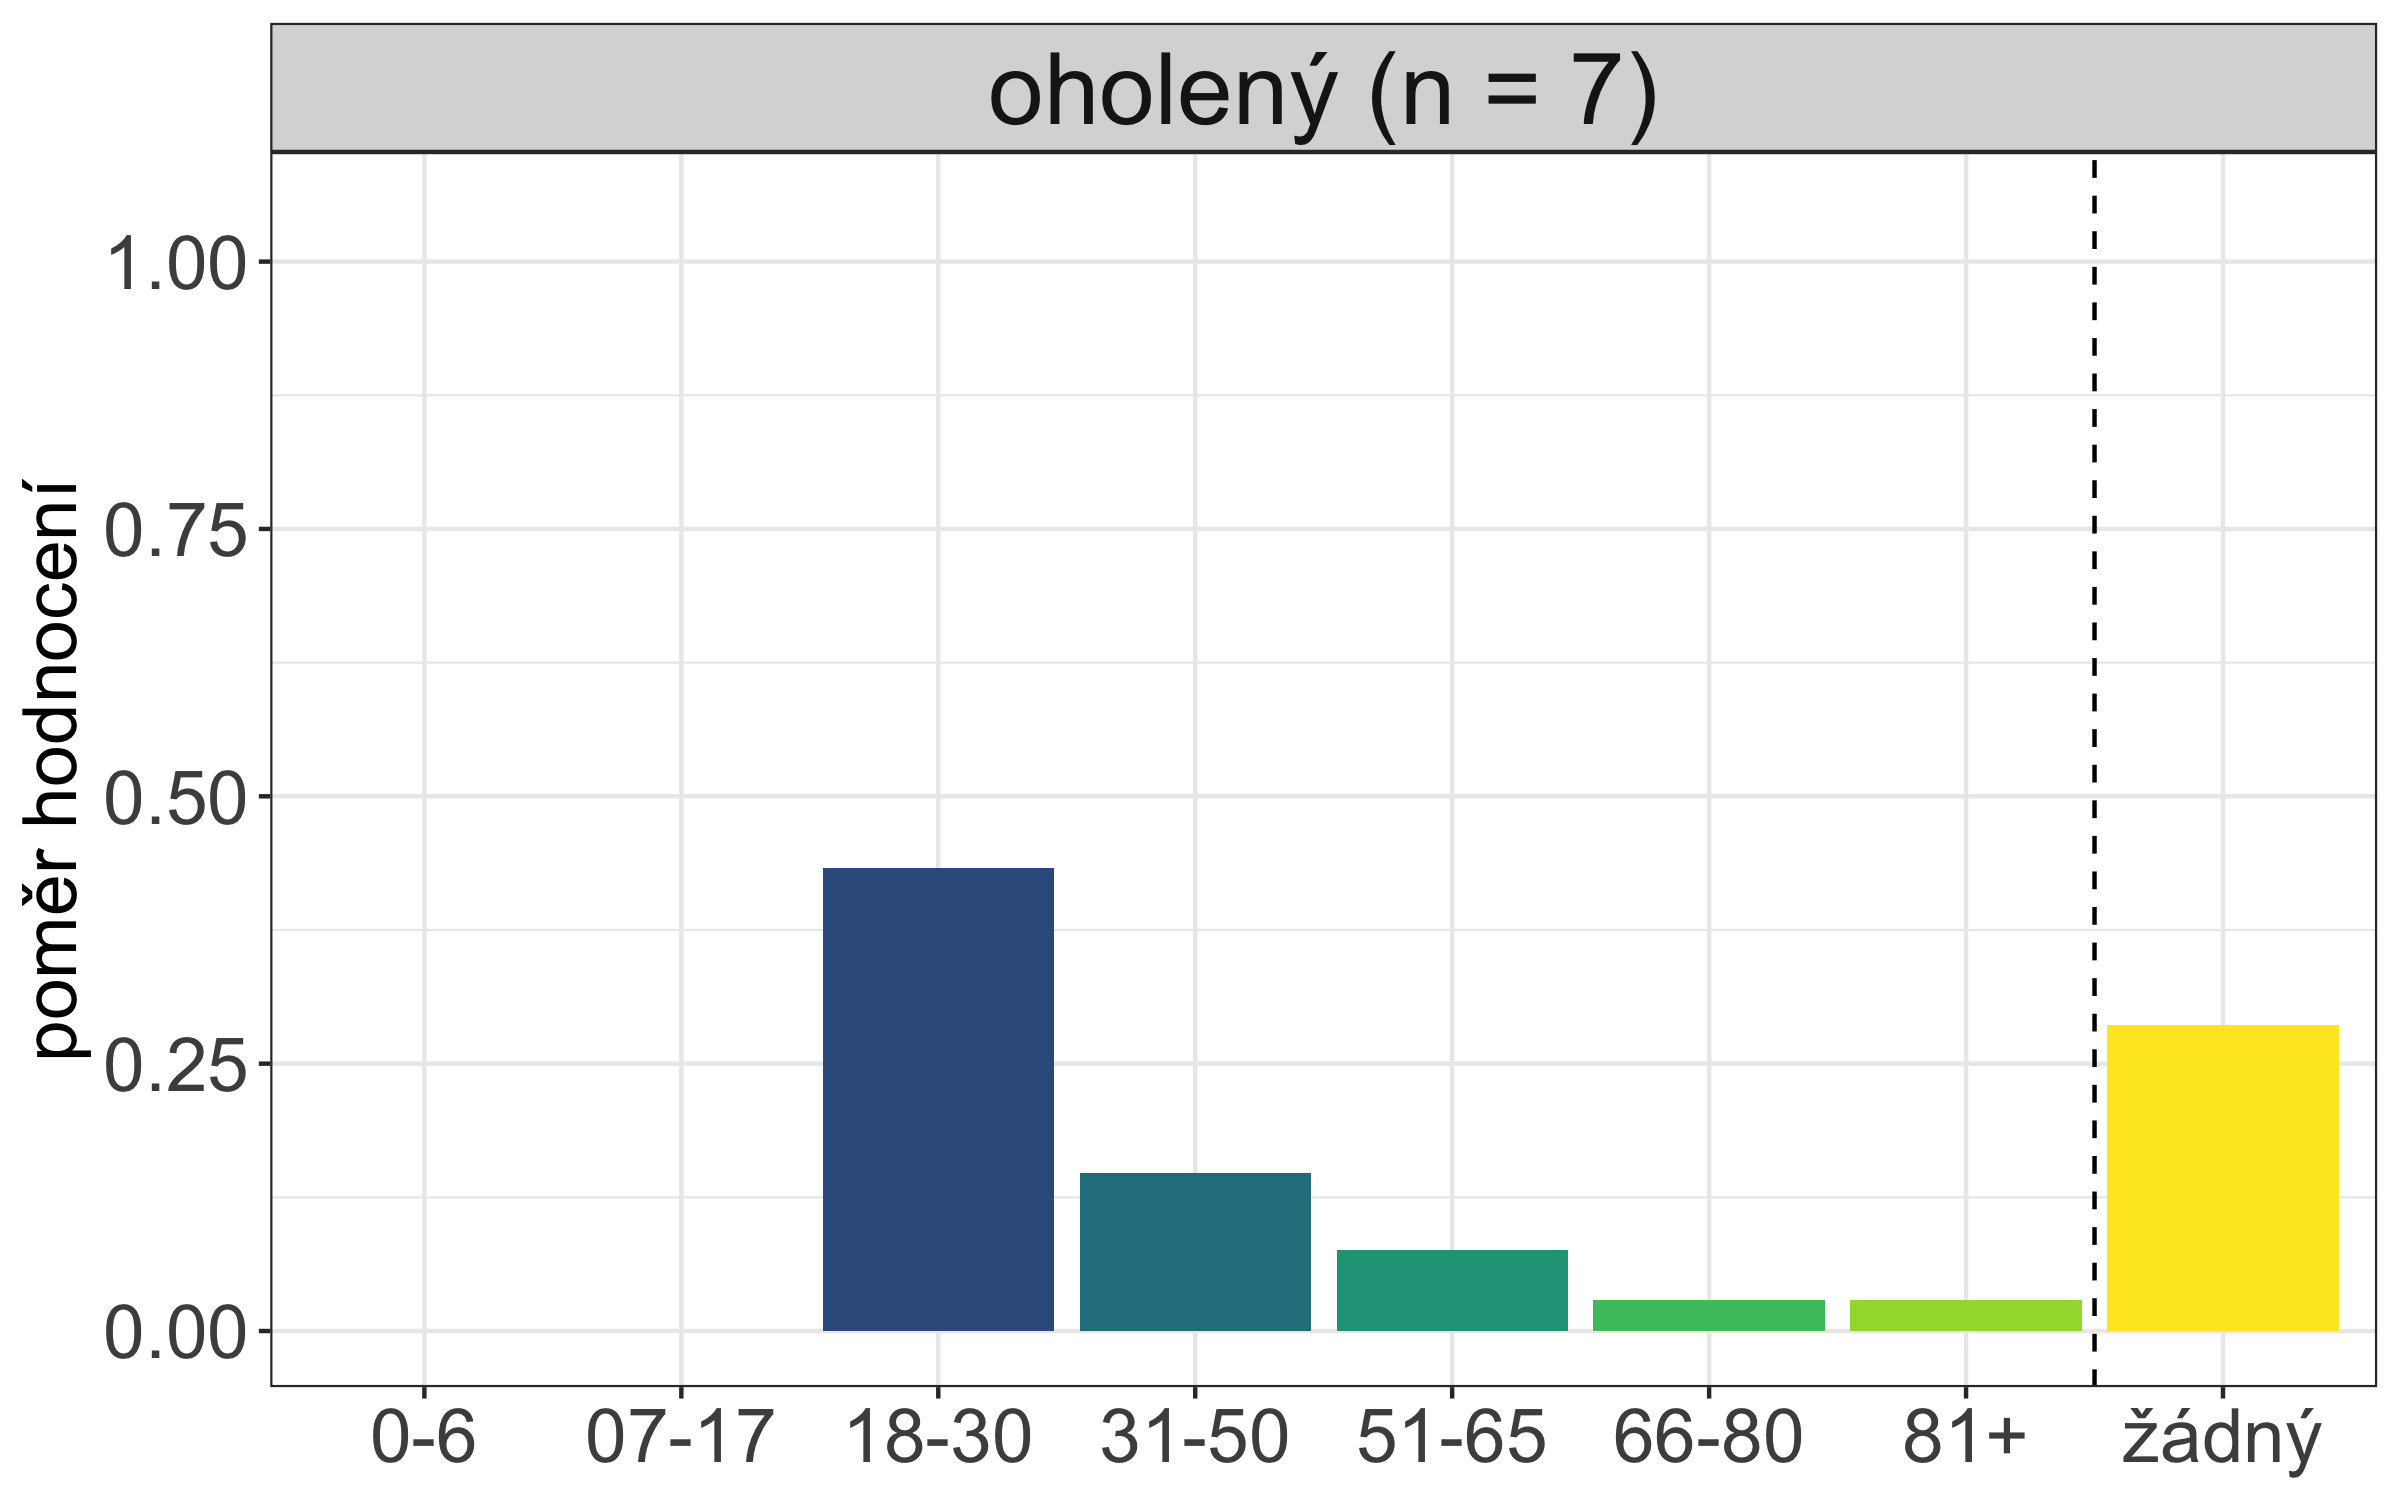 oholený (n = 7)
poměr hodnocení
1.00
0.75
0.50
0.25
0.00
0-6 07-17 18-30 31-50 51-65 66-80 81+ žádný